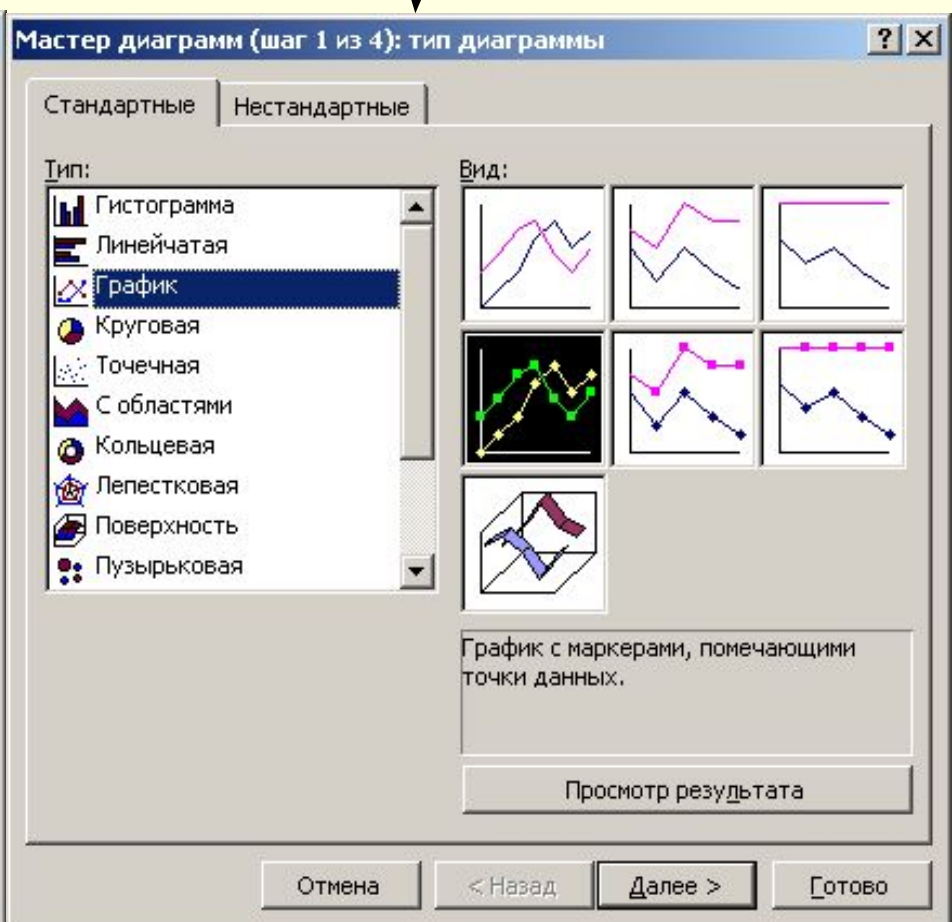 Мастер диаграмм (шаг 1 из 4): тип диаграммы
Стандартные
Нестандартные
Тип:
Гистограмма
Линейчатая
График
Круговая
Точечная
С областями
Кольцевая
Лепестковая
Поверхность
Пузырьковая
Вид:
График с маркерами, помечающими
точки данных.
Просмотр результата
Отмена
< Назад
Далее >
Готово